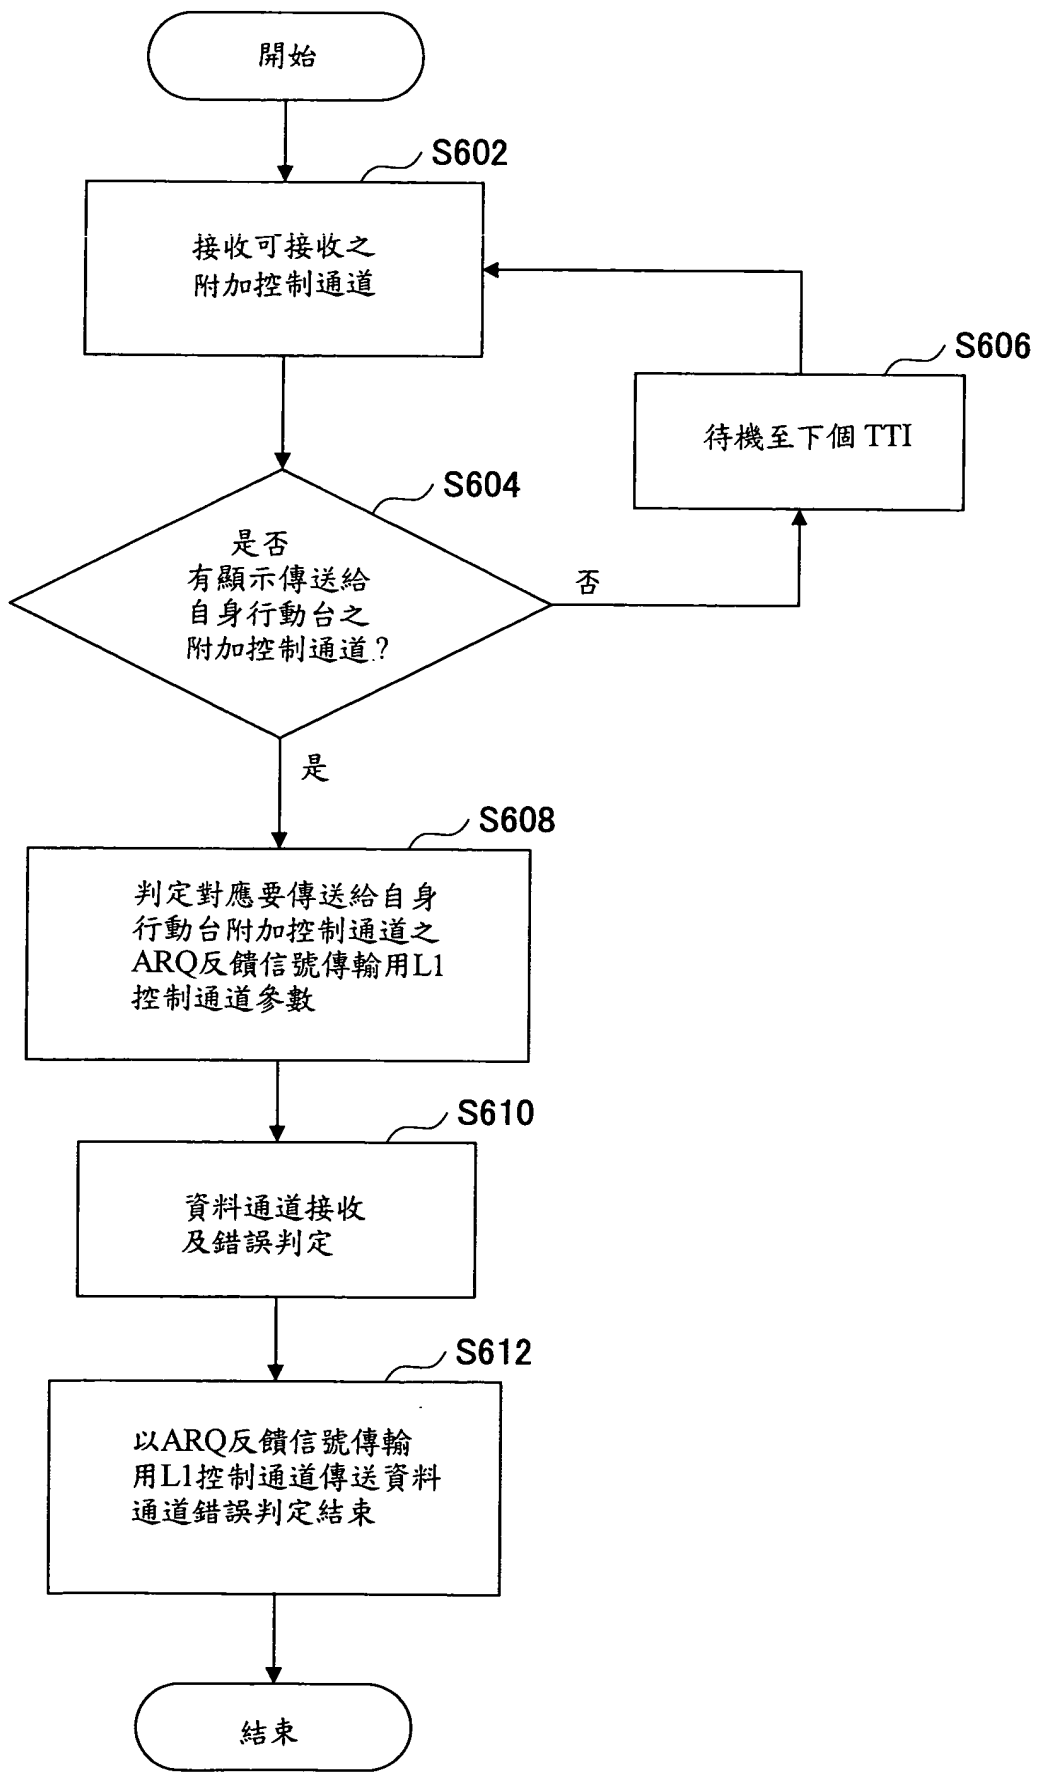 開始
S602
接收可接收之
附加控制通道
S606
待機至下個 TTI
S604
是否
有顯示傳送給
自身行動台之
附加控制通道?
否
是
S608
判定對應要傳送給自身
行動台附加控制通道之
ARQ反饋信號傳輸用L1
控制通道參數
S610
資料通道接收
及錯誤判定
S612
以ARQ反饋信號傳輸
用L1控制通道傳送資料
通道錯誤判定結束
結束